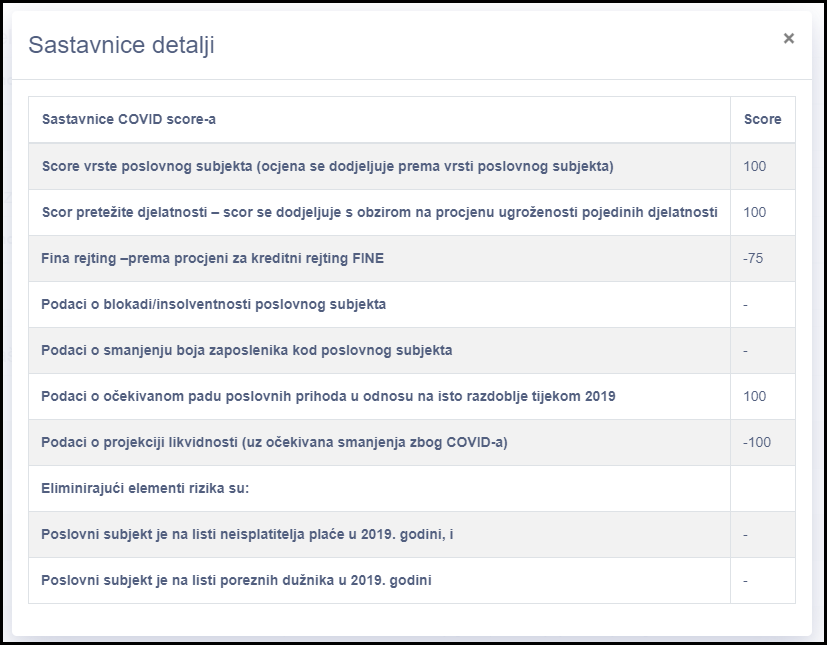 Sastavnice detalji
×
Sastavnice COVID score-a Score
Score vrste poslovnog subjekta (ocjena se dodjeljuje prema vrsti poslovnog subjekta) 100
Scor pretežite djelatnosti – scor se dodjeljuje s obzirom na procjenu ugroženosti pojedinih djelatnosti 100
Fina rejting –prema procjeni za kreditni rejting FINE -75
Podaci o blokadi/insolventnosti poslovnog subjekta -
Podaci o smanjenju boja zaposlenika kod poslovnog subjekta -
Podaci o očekivanom padu poslovnih prihoda u odnosu na isto razdoblje tijekom 2019 100
Podaci o projekciji likvidnosti (uz očekivana smanjenja zbog COVID-a) -100
Eliminirajući elementi rizika su:
Poslovni subjekt je na listi neisplatitelja plaće u 2019. godini, i -
Poslovni subjekt je na listi poreznih dužnika u 2019. godini -